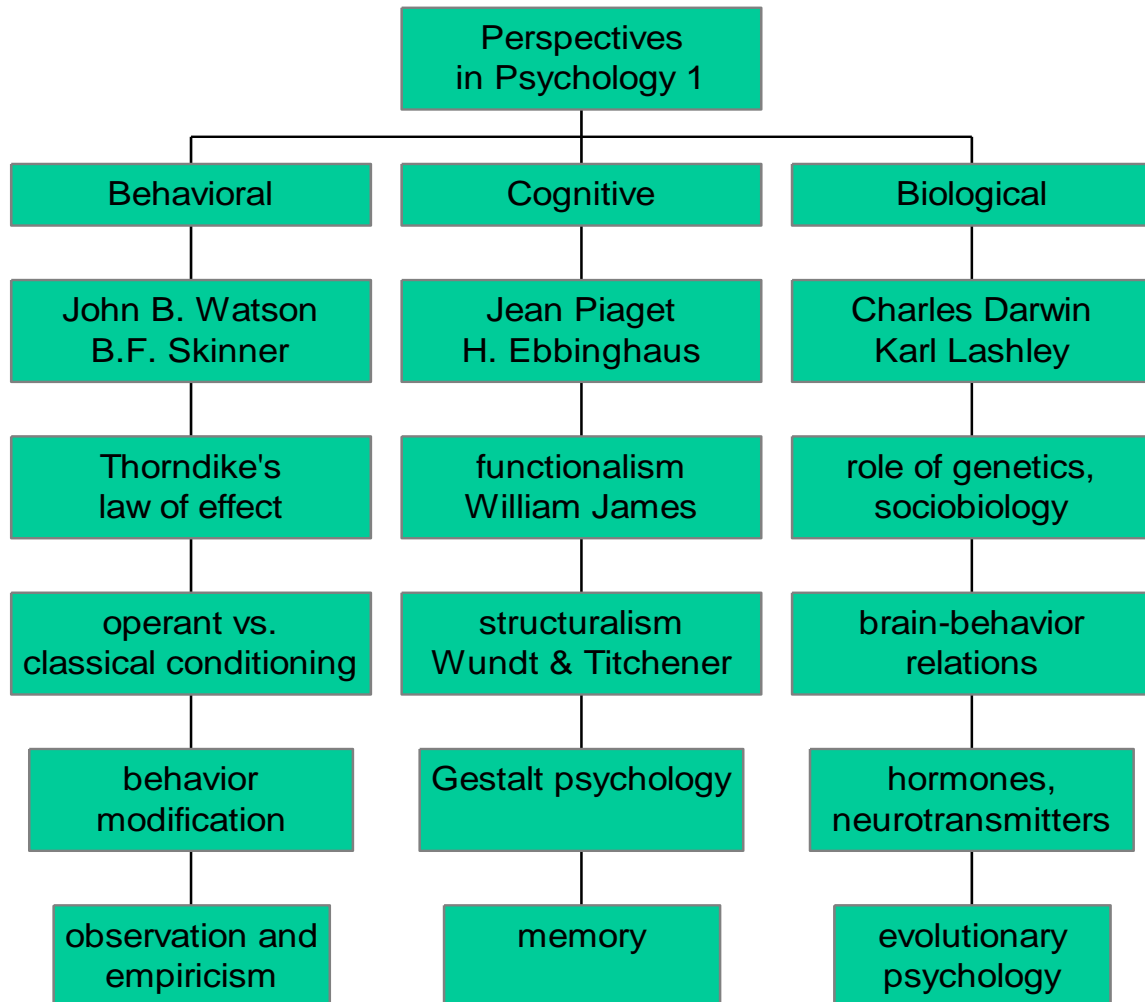 Perspectives
in Psychology 1
Behavioral
Cognitive
Biological
John B. Watson
B.F. Skinner
Jean Piaget
H. Ebbinghaus
Charles Darwin
Karl Lashley
Thorndike's
law of effect
functionalism
William James
role of genetics,
sociobiology
operant vs.
classical conditioning
structuralism
Wundt & Titchener
brain-behavior
relations
behavior
modification
Gestalt psychology
hormones,
neurotransmitters
observation and
empiricism
memory
evolutionary
psychology